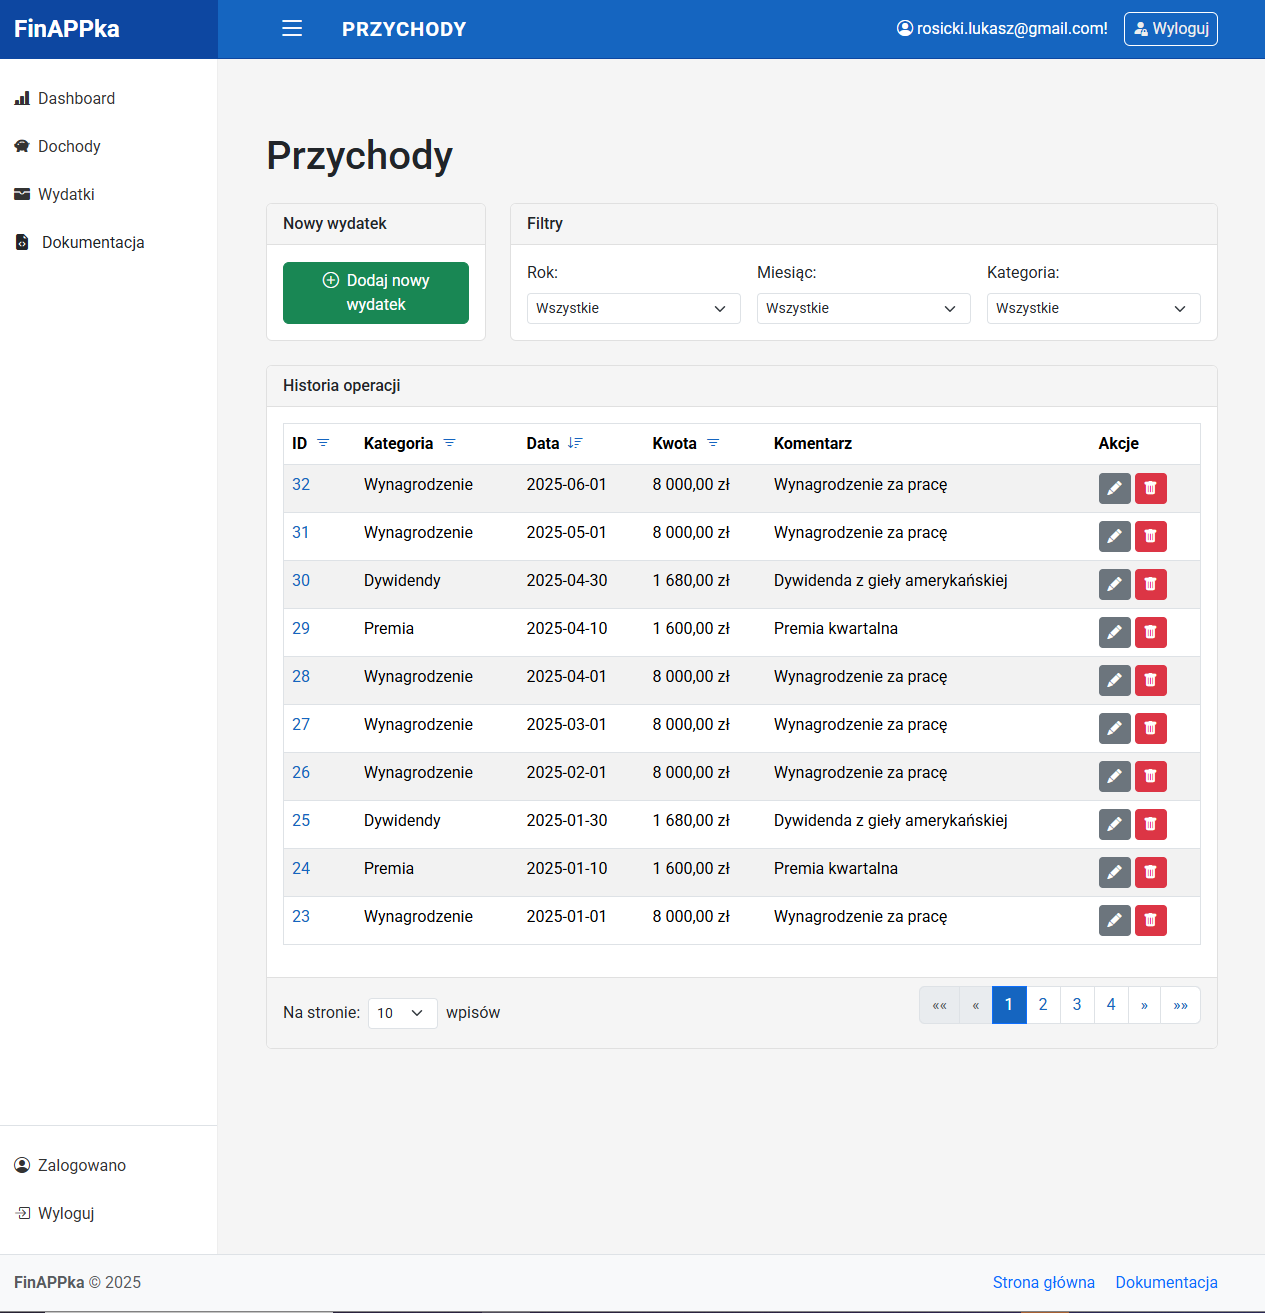 FinAPPka
PRZYCHODY
rosicki.lukasz@gmail.com!
Wyloguj
Dashboard
Dochody
Wydatki
Dokumentacja
Przychody
Nowy wydatek
Dodaj nowy
wydatek
Filtry
Rok:
Miesiąc:
Kategoria:
Wszystkie
Wszystkie
Wszystkie
Historia operacji
ID Kategoria Data Kwota Komentarz Akcje
32 Wynagrodzenie 2025-06-01 8 000,00 zł Wynagrodzenie za pracę
31 Wynagrodzenie 2025-05-01 8 000,00 zł Wynagrodzenie za pracę
30 Dywidendy 2025-04-30 1 680,00 zł Dywidenda z gieły amerykańskiej
29 Premia 2025-04-10 1 600,00 zł Premia kwartalna
28 Wynagrodzenie 2025-04-01 8 000,00 zł Wynagrodzenie za pracę
27 Wynagrodzenie 2025-03-01 8 000,00 zł Wynagrodzenie za pracę
26 Wynagrodzenie 2025-02-01 8 000,00 zł Wynagrodzenie za pracę
25 Dywidendy 2025-01-30 1 680,00 zł Dywidenda z gieły amerykańskiej
24 Premia 2025-01-10 1 600,00 zł Premia kwartalna
23 Wynagrodzenie 2025-01-01 8 000,00 zł Wynagrodzenie za pracę
Na stronie: 10 wpisów
«« « 1 2 3 4 » »»
Zalogowano
Wyloguj
FinAPPka © 2025
Strona główna Dokumentacja